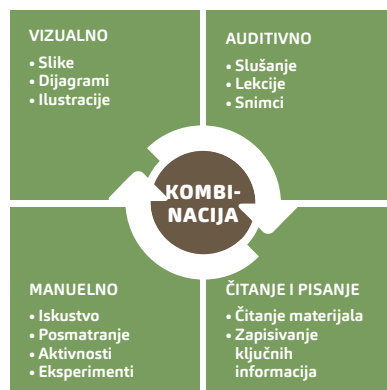 VIZUALNO
• Slike
• Dijagrami
• Ilustracije
AUDITIVNO
• Slušanje
• Lekcije
• Snimci
KOMBI-
NACIJA
MANUELNO
• Iskustvo
• Posmatranje
• Aktivnosti
• Eksperimenti
ČITANJE I PISANJE
• Čitanje materijala
• Zapisivanje
ključnih
informacija